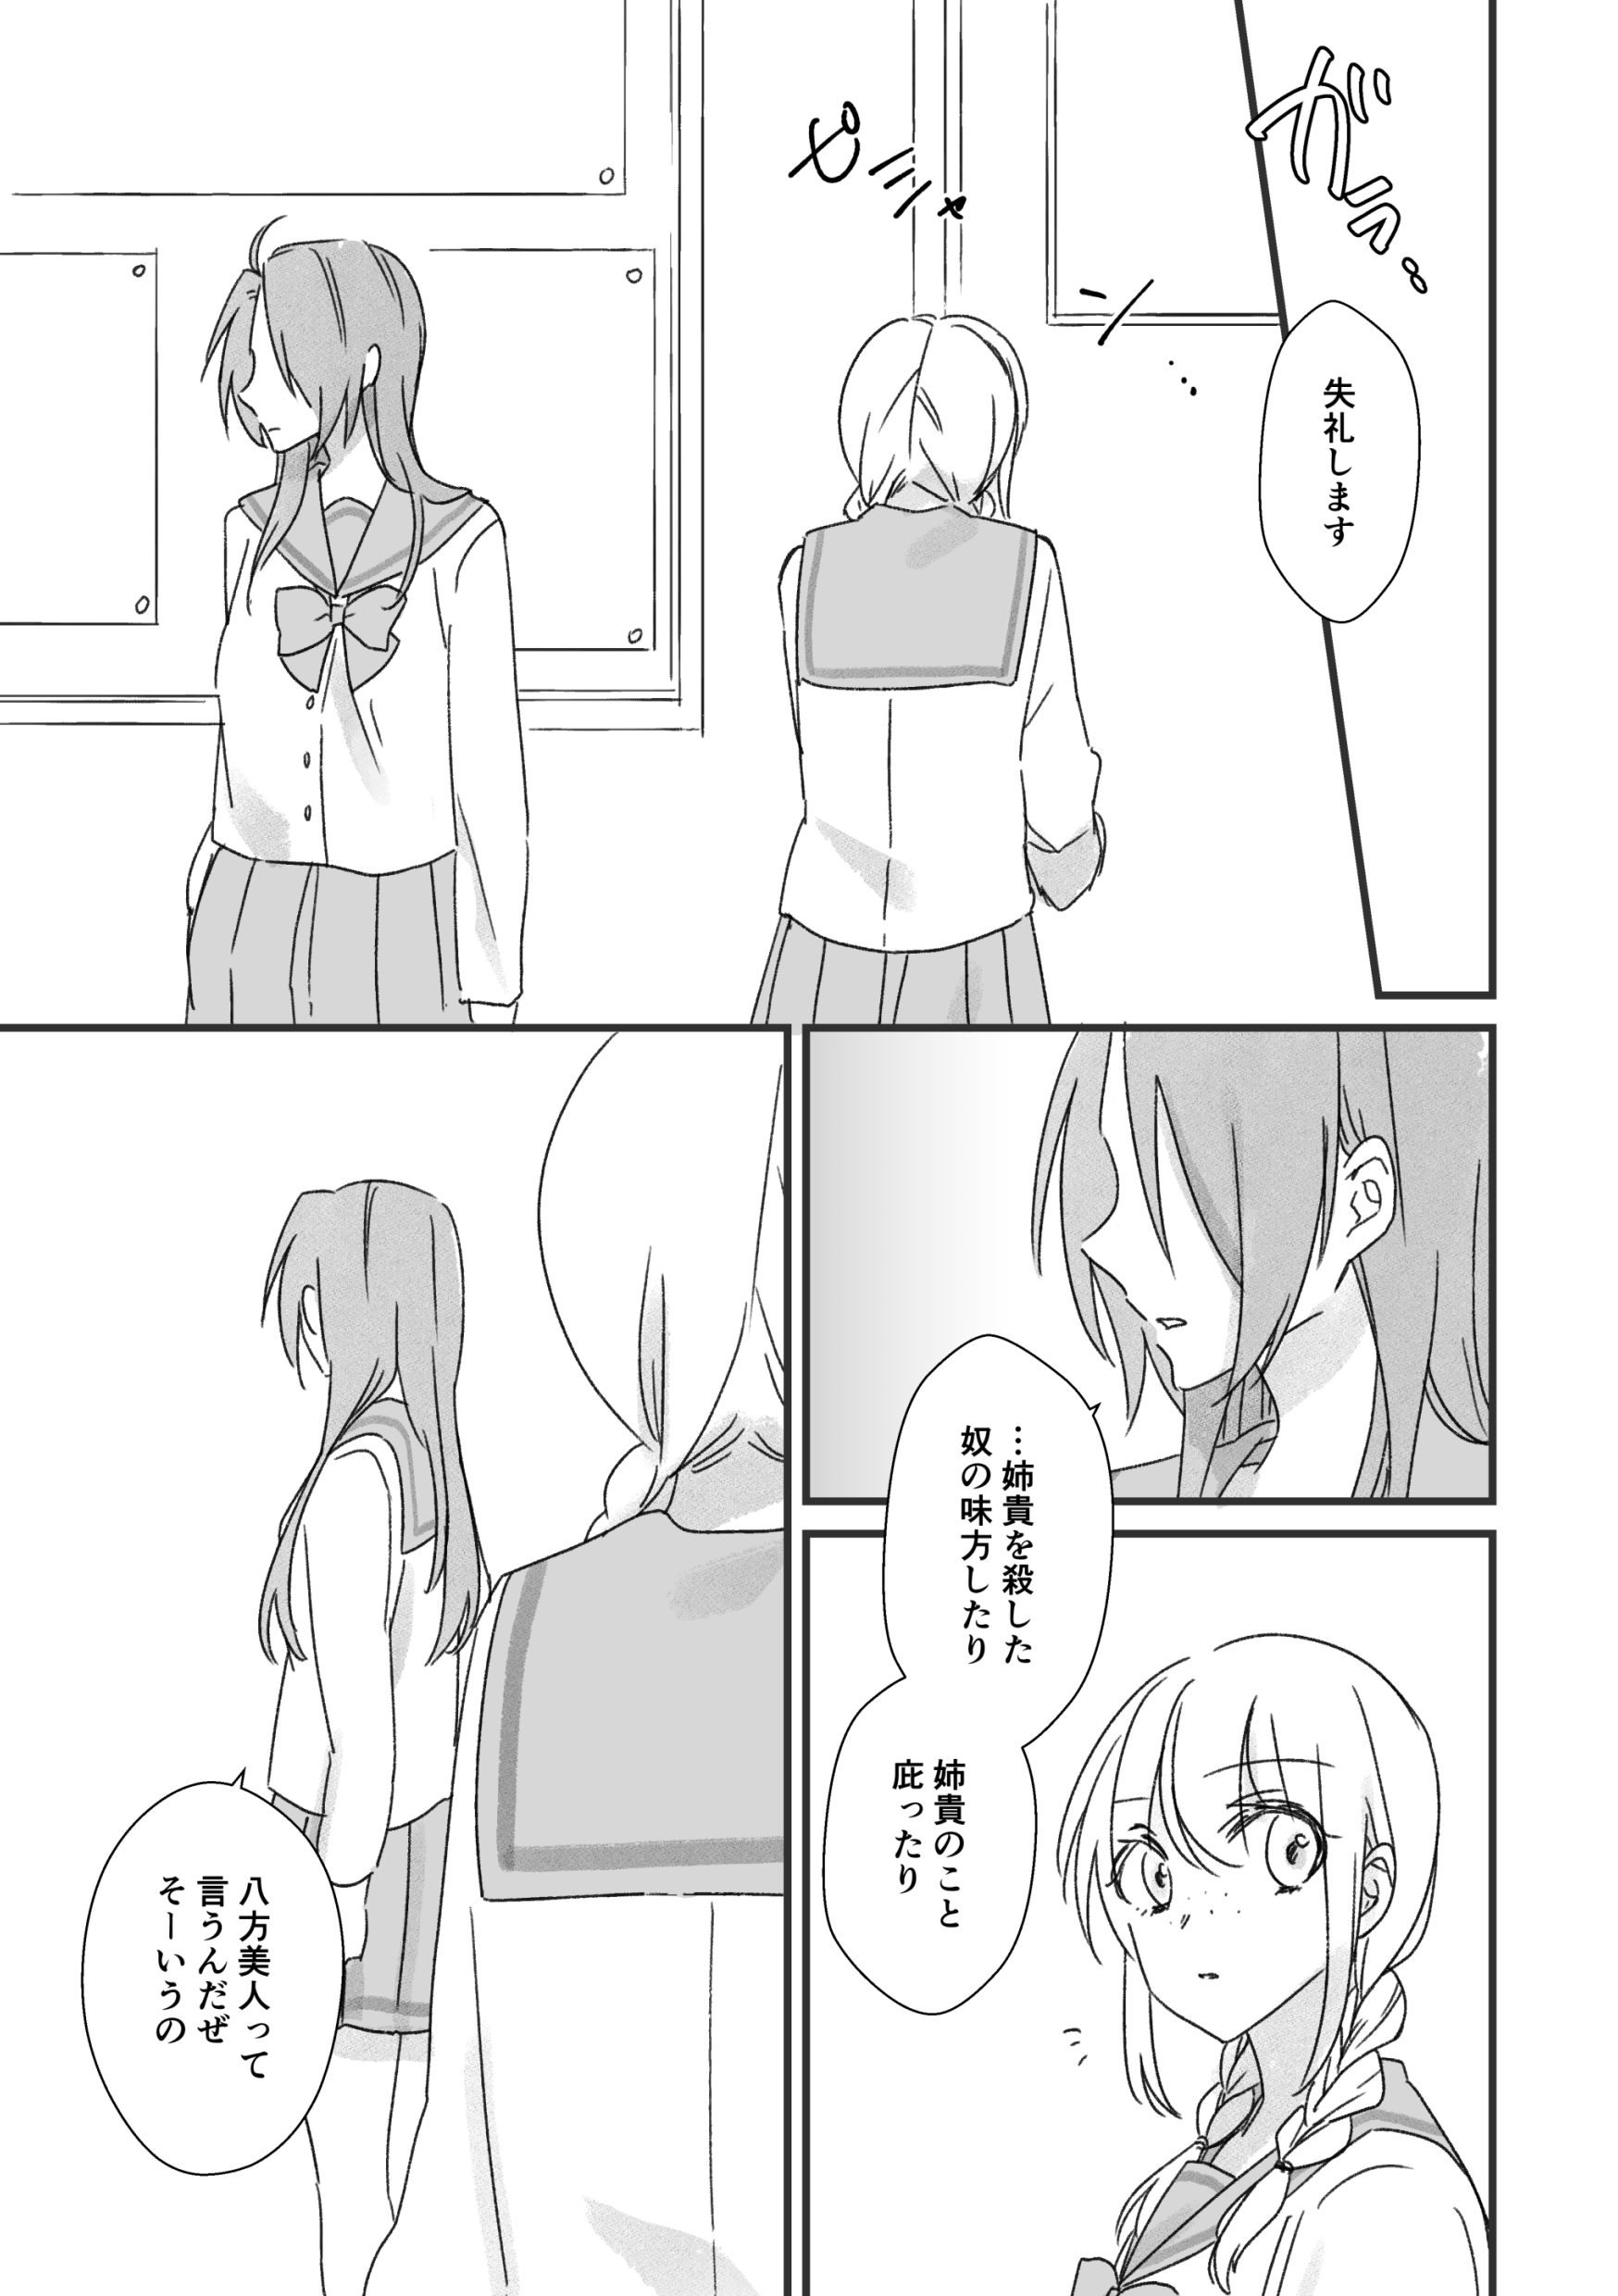 ガラ…
失礼します
ピシャン…
…姉貴を殺した
奴の味方したり
姉貴のこと
庇ったり
八方美人って
言うんだぜ
そーいうの